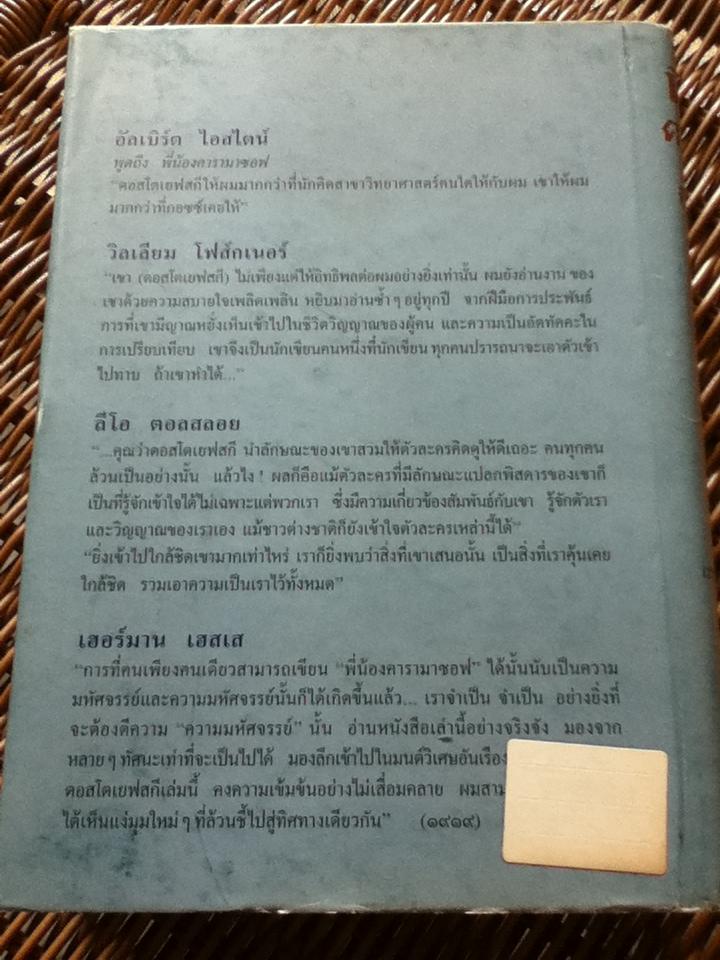 อัลเบิร์ต ไอสไตน์
พูดถึง พี่น้องคารามาซอฟ
“ดอสโตเยฟสกีให้ผมมากกว่าที่นักคิดสาขาวิทยาศาสตร์คนใดให้กับผม เขาให้ผม
มากกว่าที่กอซซ์เคยให้”
วิลเลียม โฟล์กเนอร์
“เขา (ดอสโตเยฟสกี) ไม่เพียงแต่ให้อิทธิพลต่อผมอย่างยิ่งเท่านั้น ผมยังอ่านงาน ของ
เขาด้วยความสบายใจเพลิดเพลิน หยิบมาอ่านซ้ำ ๆ อยู่ทุกปี จากฝีมือการประพันธ์
การที่เขามีญาณหยั่งเห็นเข้าไปในชีวิตวิญญาณของผู้คน และความเป็นอัตทัตคะใน
การเปรียบเทียบ เขาจึงเป็นนักเขียนคนหนึ่งที่นักเขียน ทุกคนปรารถนาจะเอาตัวเข้า
ไปทาบ ถ้าเขาทำได้...”
ลีโอ ตอลสลอย
“...คุณว่าดอสโตเยฟสกี นำลักษณะของเขาสวมให้ตัวละครคิดดูให้ดีเถอะ คนทุกคน
ล้วนเป็นอย่างนั้น แล้วไง ! ผลก็คือแม้ตัวละครที่มีลักษณะแปลกพิสดารของเขาก็
เป็นที่รู้จักเข้าใจได้ไม่เฉพาะแต่พวกเรา ซึ่งมีความเกี่ยวข้องสัมพันธ์กับเขา รู้จักตัวเรา
และวิญญาณของเราเอง แม้ชาวต่างชาติก็ยังเข้าใจตัวละครเหล่านี้ได้”
“ยิ่งเข้าไปใกล้ชิดเขามากเท่าไหร่ เราก็ยิ่งพบว่าสิ่งที่เขาเสนอนั้น เป็นสิ่งที่เราคุ้นเคย
ใกล้ชิด รวมเอาความเป็นเราไว้ทั้งหมด”
เฮอร์มาน เฮสเส
“การที่คนเพียงคนเดียวสามารถเขียน “พี่น้องคารามาซอฟ” ได้นั้นนับเป็นความ
มหัศจรรย์และความมหัศจรรย์นั้นก็ได้เกิดขึ้นแล้ว... เราจำเป็น จำเป็น อย่างยิ่งที่
จะต้องตีความ “ความมหัศจรรย์” นั้น อ่านหนังสือเล่มนี้อย่างจริงจัง มองจาก
หลาย ๆ ทัศนะเท่าที่จะเป็นไปได้ มองลึกเข้าไปในมนต์วิเศษอันเรือง
ดอสโตเยฟสกีเล่มนี้ คงความเข้มข้นอย่างไม่เสื่อมคลาย ผมสาม
ได้เห็นแง่มุมใหม่ ๆ ที่ล้วนชี้ไปสู่ทิศทางเดียวกัน” (๑๙๑๙)